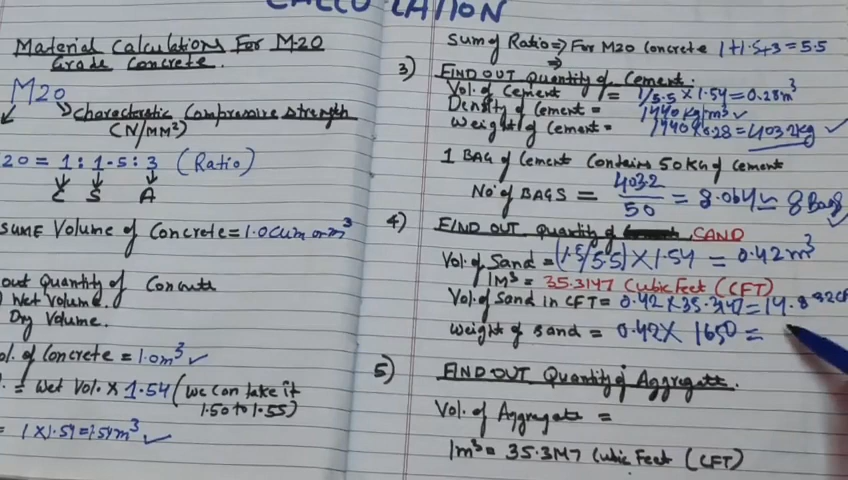 CALCULATION
Material Calculations For M-20
Grade Concrete.
M20
Characteristic Compressive strength
(N/MM²)
20 = 1 : 1.5 : 3 (Ratio)
C S A
SUME Volume of Concrete = 1.0 cum or m³
out Quantity of Concrete
Wet Volume.
Dry Volume.
ol. of Concrete = 1.0m³ ✓
= Wet Vol. × 1.54 (we can take it
1.50 to 1.55)
= 1 × 1.54 = 1.54m³ ✓
Sum of Ratio => For M20 Concrete 1+1.5+3 = 5.5
=>
3) FIND OUT Quantity of Cement.
Vol. of Cement = 1/5.5 × 1.54 = 0.28m³
Density of Cement = 1440 Kg/m³ ✓
Weight of Cement = 1440×0.28 = 403.2Kg ✓
1 BAG of Cement Contains 50 KG of Cement
No of BAGS = 403.2/50 = 8.064 ≃ 8 Bags ✓
4) FIND OUT Quantity of SAND
Vol. of Sand = (1.5/5.5) × 1.54 = 0.42m³
1M³ = 35.3147 Cubic Feet (CFT)
Vol. of Sand in CFT = 0.42 × 35.3147 = 14.832CF
Weight of Sand = 0.42 × 1650 =
5) FIND OUT Quantity of Aggregate.
Vol. of Aggregate =
1m³ = 35.3147 Cubic Feet (CFT)